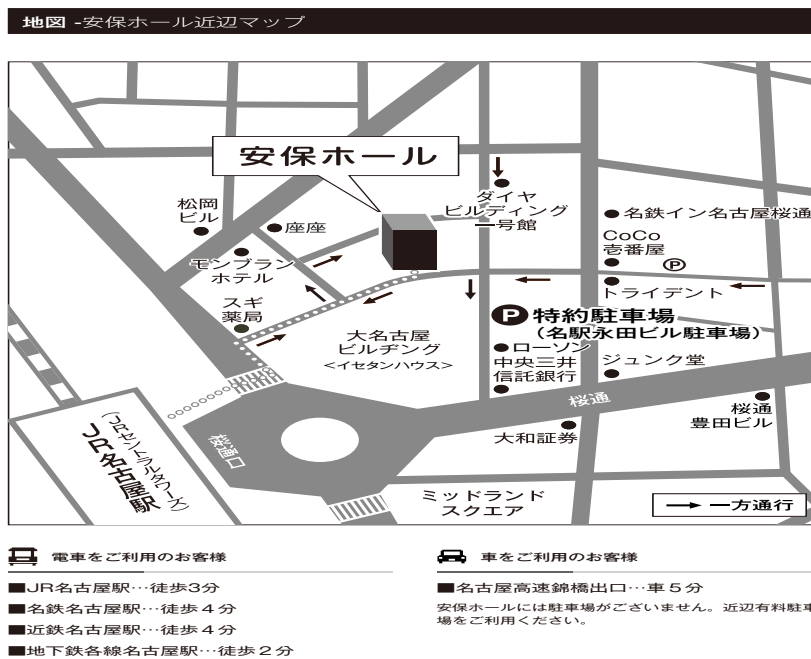 地図 -安保ホール近辺マップ
安保ホール
松岡
ビル
座座
モンブラン
ホテル
スギ
薬局
ダイヤ
ビルディング
一号館
名鉄イン名古屋桜通
CoCo
壱番屋
P
トライデント
P 特約駐車場
(名駅永田ビル駐車場)
大名古屋
ビルヂング
<イセタンハウス>
ローソン
中央三井
信託銀行
ジュンク堂
桜通
桜通
豊田ビル
大和証券
桜通口
JR名古屋駅
(JRセントラルタワーズ)
ミッドランド
スクエア
→ 一方通行
電車をご利用のお客様
■JR名古屋駅…徒歩3分
■名鉄名古屋駅…徒歩４分
■近鉄名古屋駅…徒歩４分
■地下鉄各線名古屋駅…徒歩２分
車をご利用のお客様
■名古屋高速錦橋出口…車５分
安保ホールには駐車場がございません。近辺有料駐車
場をご利用ください。